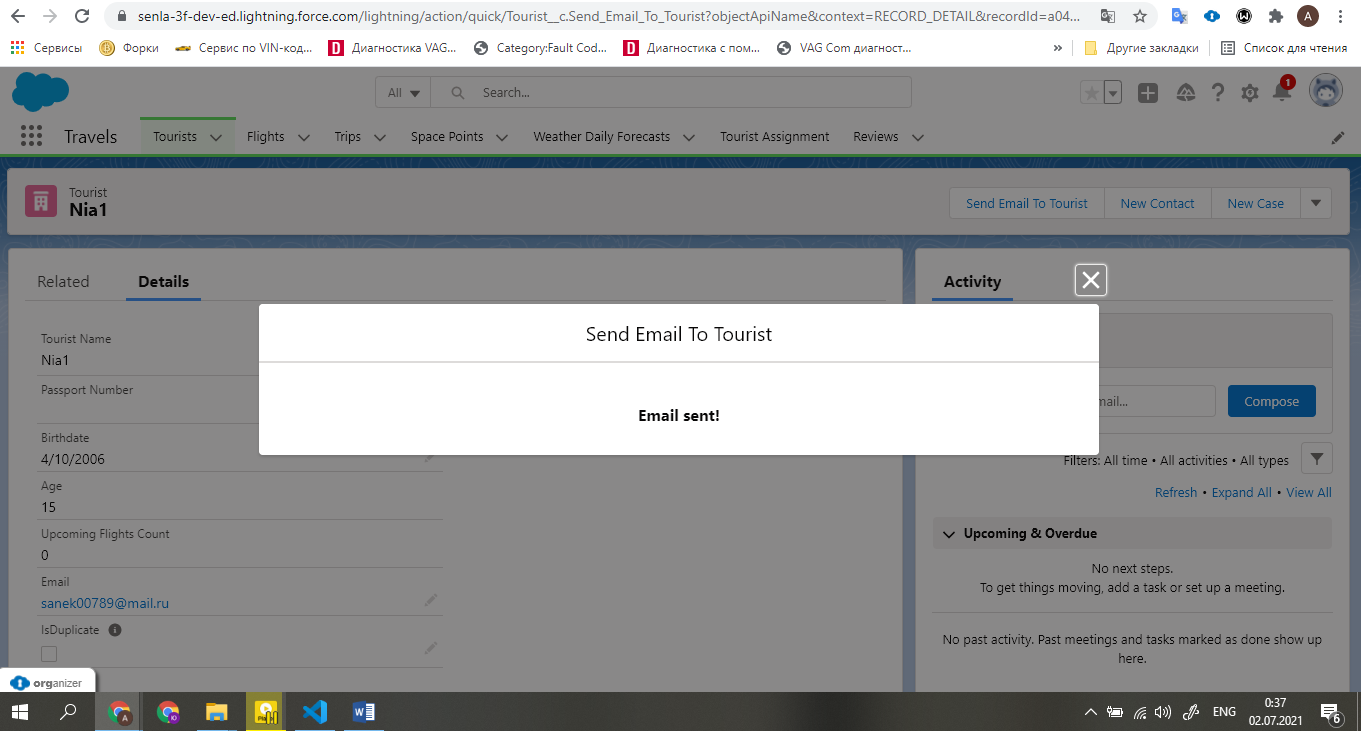 senla-3f-dev-ed.lightning.force.com/lightning/action/quick/Tourist__c.Send_Email_To_Tourist?objectApiName&context=RECORD_DETAIL&recordId=a04...
A
Сервисы
Форки
Сервис по VIN-код...
Диагностика VAG...
Category:Fault Cod...
Диагностика с пом...
VAG Com диагност...
»
Другие закладки
Список для чтения
All
Search...
1
Travels
Tourists
Flights
Trips
Space Points
Weather Daily Forecasts
Tourist Assignment
Reviews
Tourist
Nia1
Send Email To Tourist
New Contact
New Case
Related
Details
Activity
Send Email To Tourist
Email sent!
Tourist Name
Nia1
Passport Number
Birthdate
4/10/2006
Age
15
Upcoming Flights Count
0
Email
sanek00789@mail.ru
IsDuplicate
mail...
Compose
Filters: All time • All activities • All types
Refresh • Expand All • View All
Upcoming & Overdue
No next steps.
To get things moving, add a task or set up a meeting.
No past activity. Past meetings and tasks marked as done show up
here.
organizer
ENG
0:37
02.07.2021
6